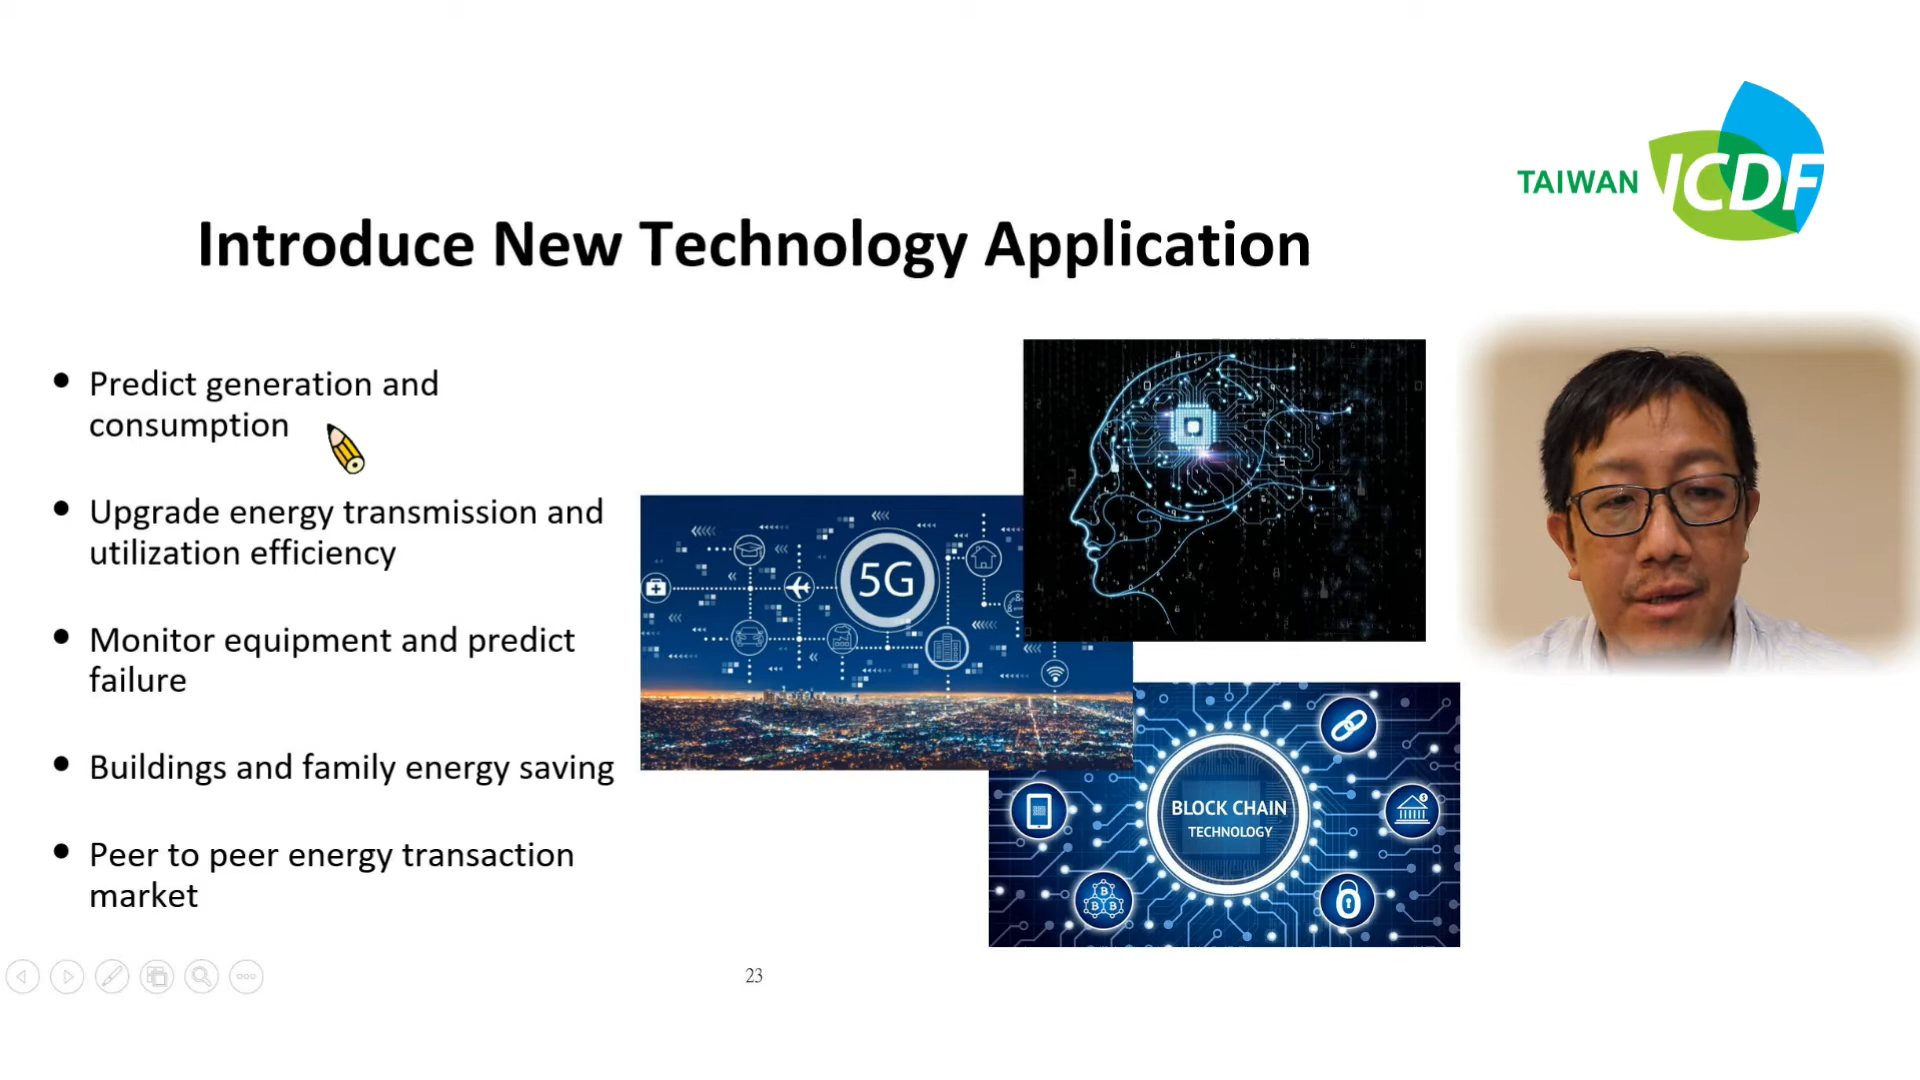 TAIWAN ICDF
Introduce New Technology Application
• Predict generation and
consumption
• Upgrade energy transmission and
utilization efficiency
• Monitor equipment and predict
failure
• Buildings and family energy saving
• Peer to peer energy transaction
market
5G
BLOCK CHAIN
TECHNOLOGY
23